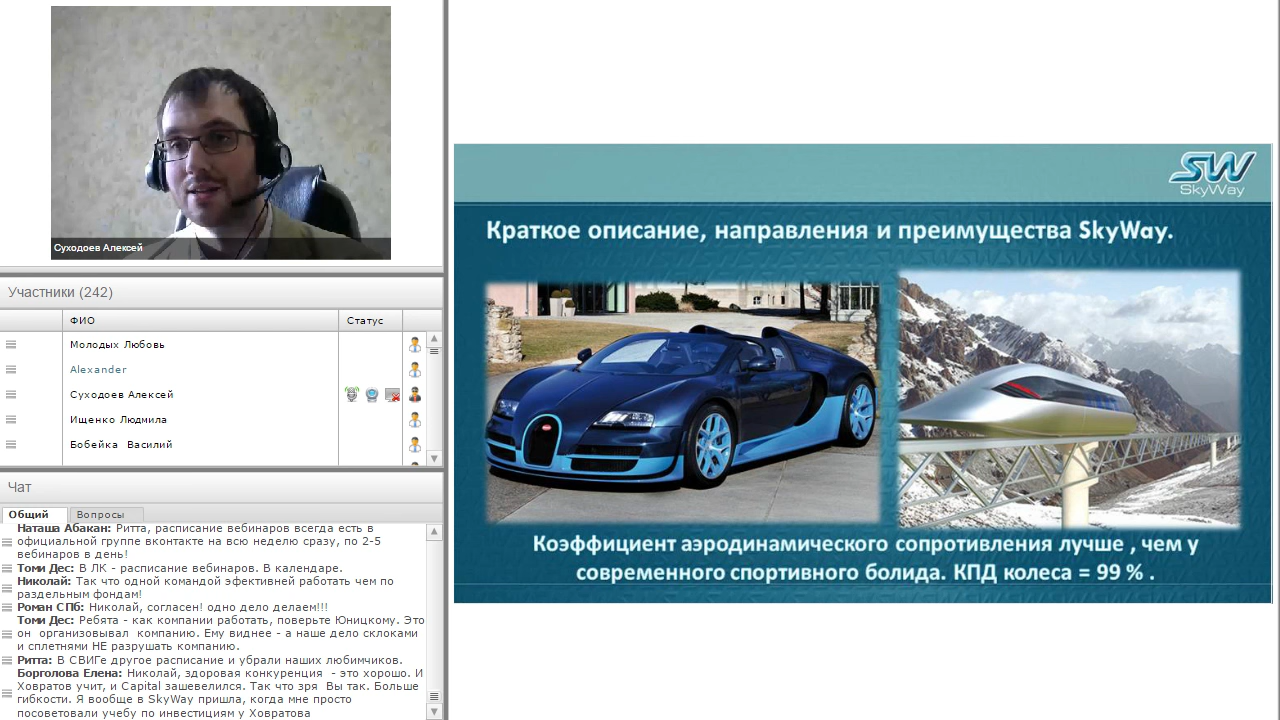 Суходоев Алексей
Участники (242)
ФИО Статус
Молодых Любовь
Alexander
Суходоев Алексей
Ищенко Людмила
Бобейка Василий
Чат
Общий Вопросы
Наташа Абакан: Ритта, расписание вебинаров всегда есть в
официальной группе вконтакте на всю неделю сразу, по 2-5
вебинаров в день!
Томи Дес: В ЛК - расписание вебинаров. В календаре.
Николай: Так что одной командой эфективней работать чем по
раздельным фондам!
Роман СПб: Николай, согласен! одно дело делаем!!!
Томи Дес: Ребята - как компании работать, поверьте Юницкому. Это
он организовывал компанию. Ему виднее - а наше дело склоками
и сплетнями НЕ разрушать компанию.
Ритта: В СВИГе другое расписание и убрали наших любимчиков.
Борголова Елена: Николай, здоровая конкуренция - это хорошо. И
Ховратов учит, и Capital зашевелился. Так что зря Вы так. Больше
гибкости. Я вообще в SkyWay пришла, когда мне просто
посоветовали учебу по инвестициям у Ховратова
SW
SkyWay
Краткое описание, направления и преимущества SkyWay.
Коэффициент аэродинамического сопротивления лучше , чем у
современного спортивного болида. КПД колеса = 99 % .